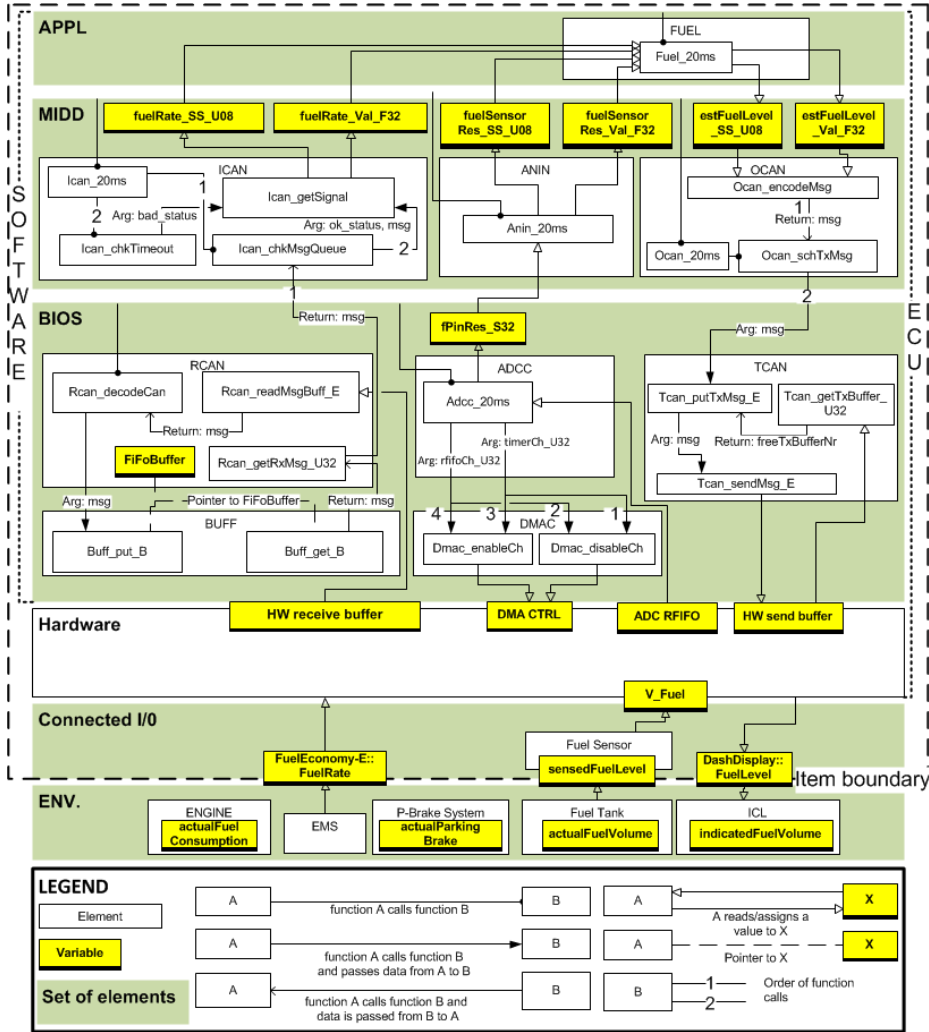 APPL
FUEL
Fuel_20ms
MIDD
fuelRate_SS_U08
fuelRate_Val_F32
fuelSensor
Res_SS_U08
fuelSensor
Res_Val_F32
estFuelLevel
_SS_U08
estFuelLevel
_Val_F32
ICAN
Ican_20ms
1
Ican_getSignal
2
Arg: bad_status
Arg: ok_status, msg
Ican_chkTimeout
Ican_chkMsgQueue
2
ANIN
Anin_20ms
OCAN
Ocan_encodeMsg
1
Return: msg
Ocan_20ms
Ocan_schTxMsg
SOFTWARE
ECU
BIOS
1
Return: msg
fPinRes_S32
2
Arg: msg
RCAN
Rcan_decodeCan
Rcan_readMsgBuff_E
Return: msg
FiFoBuffer
Rcan_getRxMsg_U32
Arg: msg
Pointer to FiFoBuffer
Return: msg
BUFF
Buff_put_B
Buff_get_B
ADCC
Adcc_20ms
Arg: timerCh_U32
Arg: rfifoCh_U32
4
3
2
1
DMAC
Dmac_enableCh
Dmac_disableCh
TCAN
Tcan_putTxMsg_E
Tcan_getTxBuffer_
U32
Arg: msg
Return: freeTxBufferNr
Tcan_sendMsg_E
Hardware
HW receive buffer
DMA CTRL
ADC RFIFO
HW send buffer
V_Fuel
Connected I/0
FuelEconomy-E::
FuelRate
Fuel Sensor
sensedFuelLevel
DashDisplay::
FuelLevel
Item boundary
ENV.
ENGINE
actualFuel
Consumption
EMS
P-Brake System
actualParking
Brake
Fuel Tank
actualFuelVolume
ICL
indicatedFuelVolume
LEGEND
Element
Variable
Set of elements
A
function A calls function B
B
A
A reads/assigns a
value to X
X
A
function A calls function B
and passes data from A to B
B
A
Pointer to X
X
A
function A calls function B and
data is passed from B to A
B
B
1
2
Order of function
calls